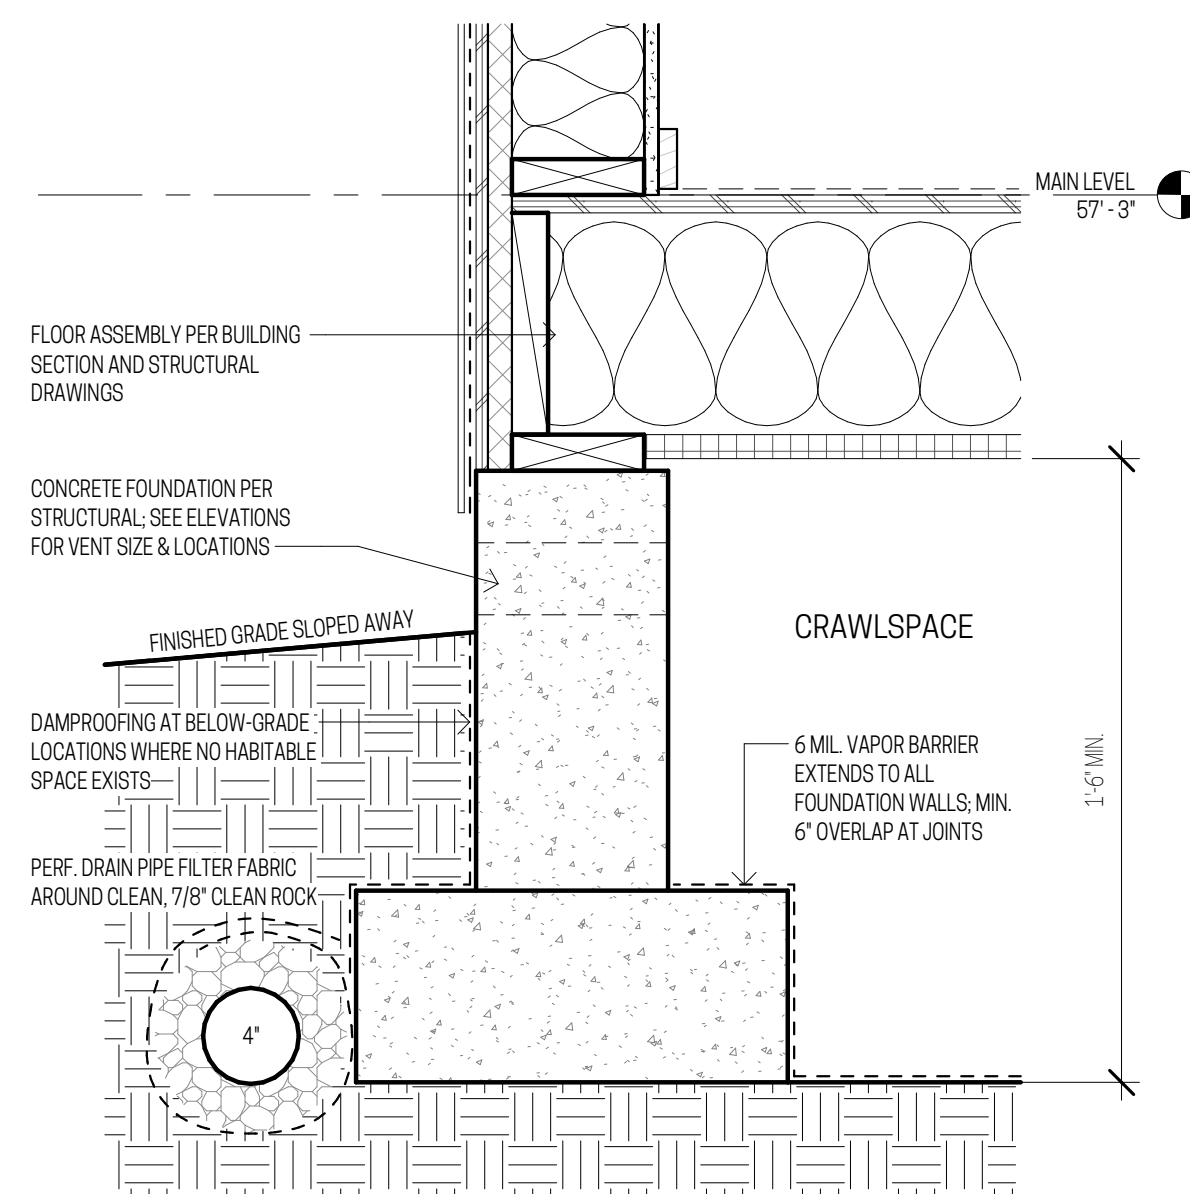 MAIN LEVEL
57' - 3"
FLOOR ASSEMBLY PER BUILDING
SECTION AND STRUCTURAL
DRAWINGS
CONCRETE FOUNDATION PER
STRUCTURAL; SEE ELEVATIONS
FOR VENT SIZE & LOCATIONS
FINISHED GRADE SLOPED AWAY
CRAWLSPACE
DAMPROOFING AT BELOW-GRADE
LOCATIONS WHERE NO HABITABLE
SPACE EXISTS
6 MIL. VAPOR BARRIER
EXTENDS TO ALL
FOUNDATION WALLS; MIN.
6" OVERLAP AT JOINTS
1'-6" MIN.
PERF. DRAIN PIPE FILTER FABRIC
AROUND CLEAN, 7/8" CLEAN ROCK
4"